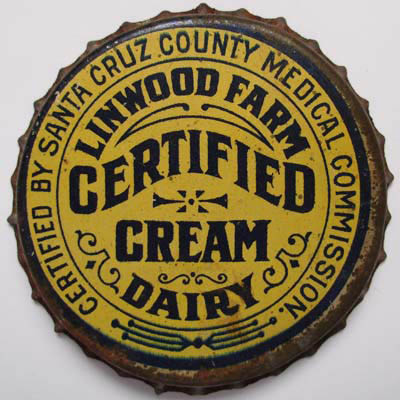 CERTIFIED BY SANTA CRUZ COUNTY MEDICAL COMMISSION.
LINWOOD FARM
CERTIFIED
CREAM
DAIRY